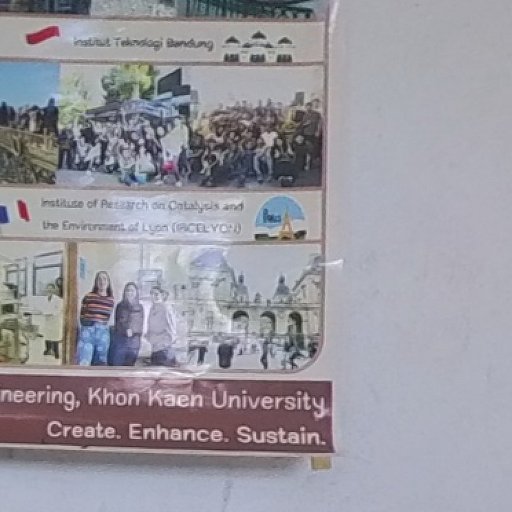 Institut Teknologi Bandung
Institute of Research on Catalysis and
the Environment of Lyon (IRCELYON)
PARIS
neering, Khon Kaen University
Create. Enhance. Sustain.